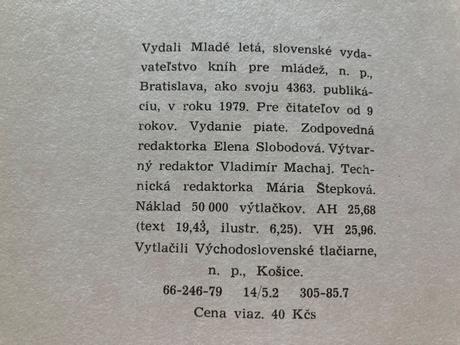 Vydali Mladé letá, slovenské vyda-
vateľstvo kníh pre mládež, n. p.,
Bratislava, ako svoju 4363. publiká-
ciu, v roku 1979. Pre čitateľov od 9
rokov. Vydanie piate. Zodpovedná
redaktorka Elena Slobodová. Výtvar-
ný redaktor Vladimír Machaj. Tech-
nická redaktorka Mária Štepková.
Náklad 50 000 výtlačkov. AH 25,68
(text 19,43, ilustr. 6,25). VH 25,96.
Vytlačili Východoslovenské tlačiarne,
n. p., Košice.
66-246-79 14/5.2 305-85.7
Cena viaz. 40 Kčs